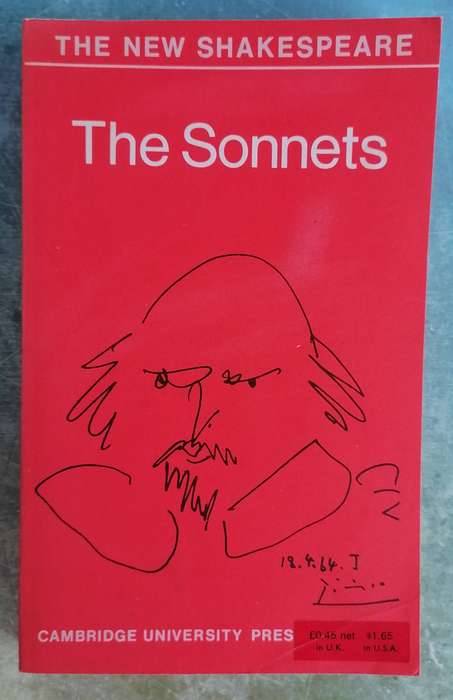 THE NEW SHAKESPEARE
The Sonnets
CIV
18.4.64. J
CAMBRIDGE UNIVERSITY PRES
£0.45 net $1.65
in U.K. in U.S.A.